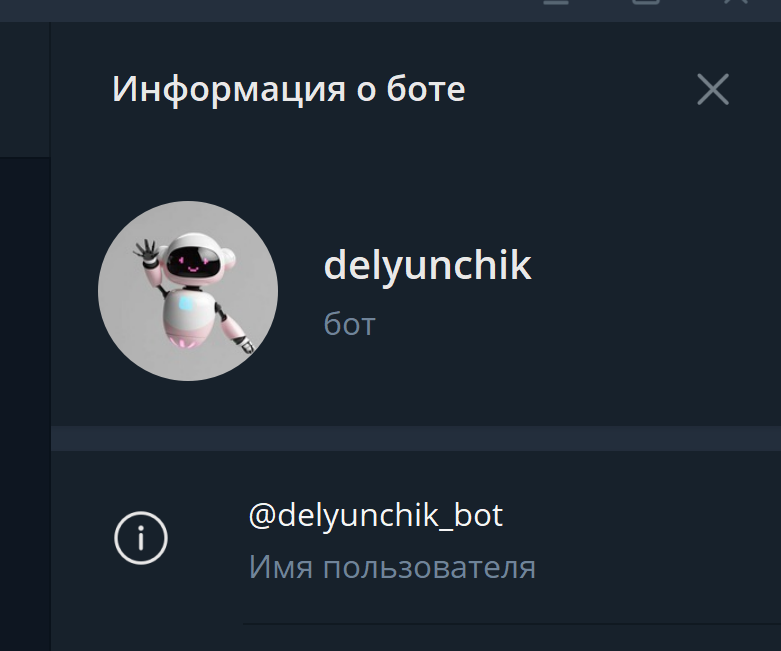 Информация о боте
delyunchik
бот
@delyunchik_bot
Имя пользователя